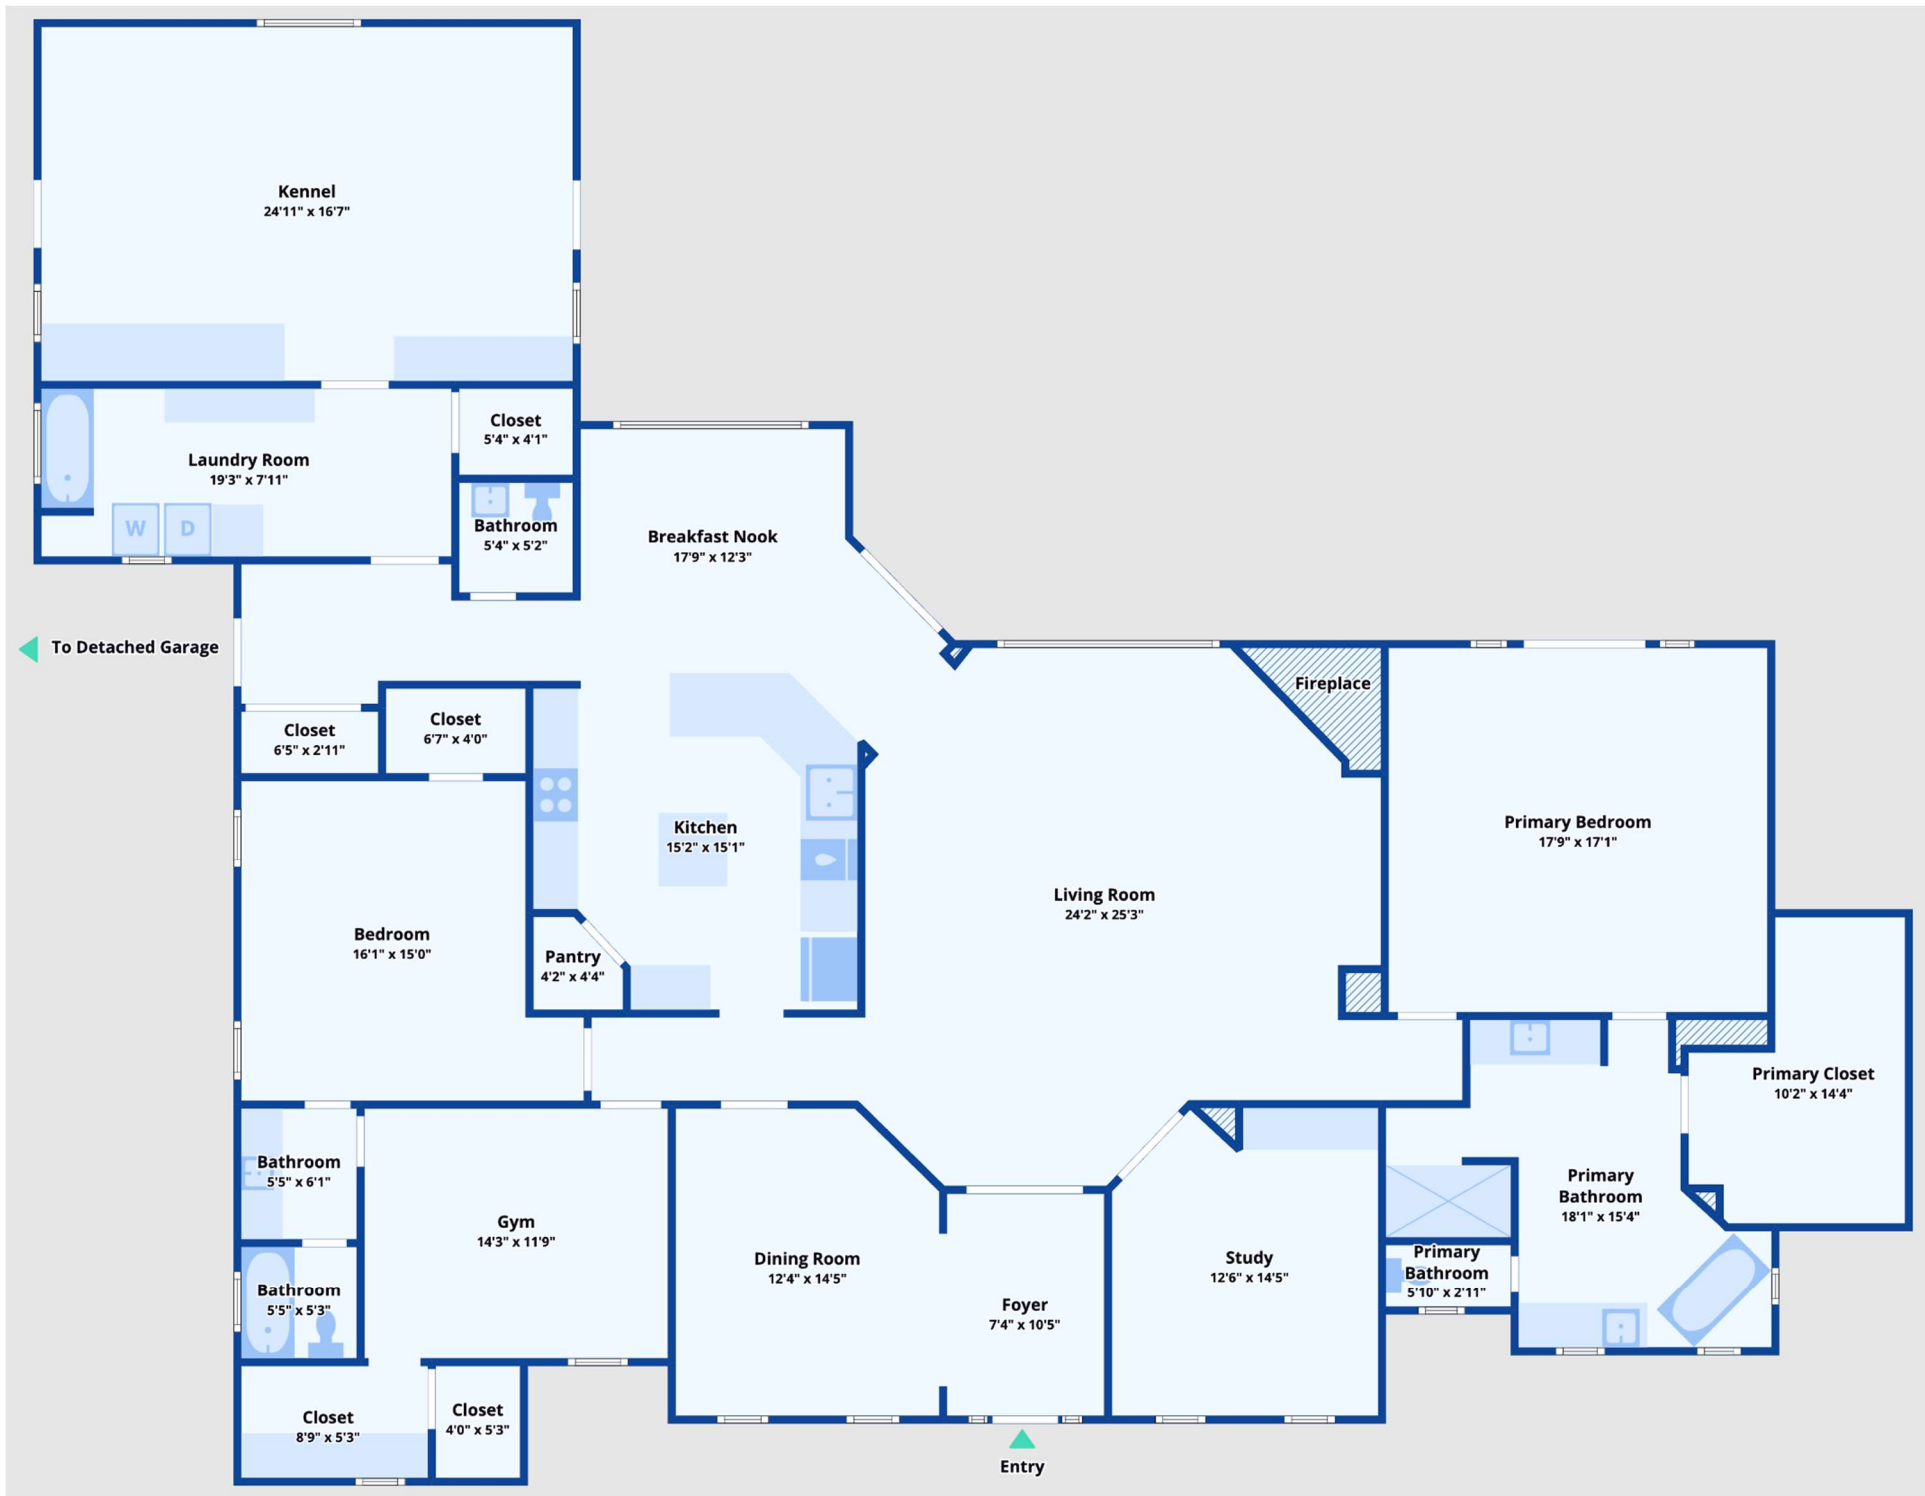 Kennel
24'11" x 16'7"
Closet
5'4" x 4'1"
Laundry Room
19'3" x 7'11"
W
D
Bathroom
5'4" x 5'2"
Breakfast Nook
17'9" x 12'3"
To Detached Garage
Fireplace
Closet
6'5" x 2'11"
Closet
6'7" x 4'0"
Kitchen
15'2" x 15'1"
Primary Bedroom
17'9" x 17'1"
Living Room
24'2" x 25'3"
Bedroom
16'1" x 15'0"
Pantry
4'2" x 4'4"
Primary Closet
10'2" x 14'4"
Bathroom
5'5" x 6'1"
Primary
Bathroom
18'1" x 15'4"
Gym
14'3" x 11'9"
Dining Room
12'4" x 14'5"
Study
12'6" x 14'5"
Primary
Bathroom
5'10" x 2'11"
Bathroom
5'5" x 5'3"
Foyer
7'4" x 10'5"
Closet
8'9" x 5'3"
Closet
4'0" x 5'3"
Entry